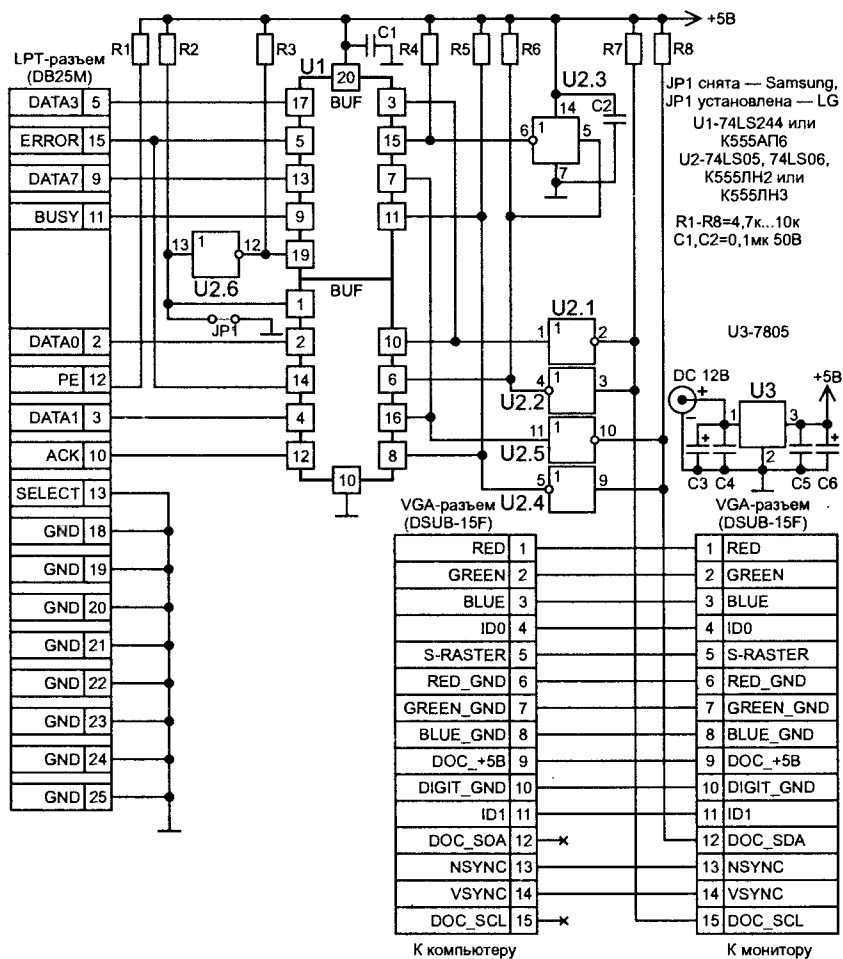 +5В
R1 R2 R3 C1 R4 R5 R6 R7 R8
LPT-разъем
(DB25M)
DATA3 5
ERROR 15
DATA7 9
BUSY 11
DATA0 2
PE 12
DATA1 3
ACK 10
SELECT 13
GND 18
GND 19
GND 20
GND 21
GND 22
GND 23
GND 24
GND 25
U1
20
BUF
17 3
5 15
13 7
9 11
19
BUF
1
2 10
14 6
4 16
12 8
10
13 1 12
U2.6
JP1
U2.3
14
C2
6 1 5
7
U2.1
1 1 2
4 1 3
U2.2
11 1 10
U2.5
5 1 9
U2.4
JP1 снята — Samsung,
JP1 установлена — LG
U1-74LS244 или
К555АП6
U2-74LS05, 74LS06,
К555ЛН2 или
К555ЛН3
R1-R8=4,7к...10к
C1,C2=0,1мк 50В
U3-7805
DC 12В
+
−
U3
+5В
1 3
2
+ +
C3 C4 C5 C6
VGA-разъем
(DSUB-15F)
RED 1
GREEN 2
BLUE 3
ID0 4
S-RASTER 5
RED_GND 6
GREEN_GND 7
BLUE_GND 8
DOC_+5В 9
DIGIT_GND 10
ID1 11
DOC_SOA 12
NSYNC 13
VSYNC 14
DOC_SCL 15
К компьютеру
VGA-разъем
(DSUB-15F)
1 RED
2 GREEN
3 BLUE
4 ID0
5 S-RASTER
6 RED_GND
7 GREEN_GND
8 BLUE_GND
9 DOC_+5В
10 DIGIT_GND
11 ID1
12 DOC_SDA
13 NSYNC
14 VSYNC
15 DOC_SCL
К монитору